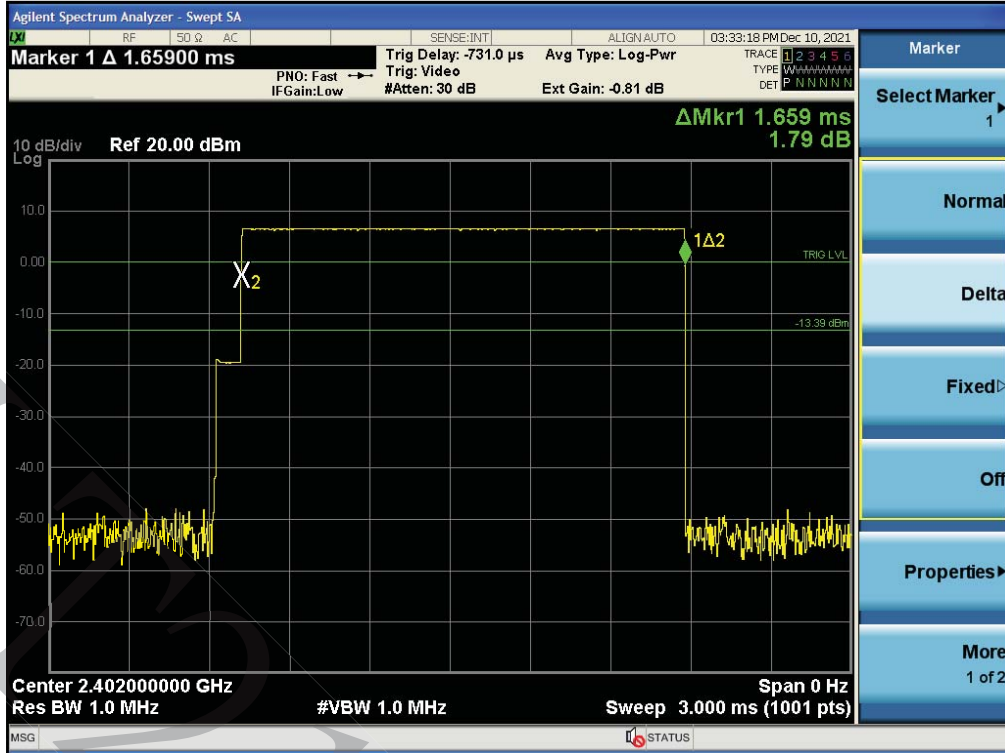 Agilent Spectrum Analyzer - Swept SA
LXI RF 50 Ω AC SENSE:INT ALIGN AUTO 03:33:18 PM Dec 10, 2021
Marker 1 Δ 1.65900 ms
Trig Delay: -731.0 µs Avg Type: Log-Pwr TRACE 1 2 3 4 5 6
PNO: Fast Trig: Video TYPE W
IFGain:Low #Atten: 30 dB Ext Gain: -0.81 dB DET P N N N N N
ΔMkr1 1.659 ms
1.79 dB
10 dB/div Ref 20.00 dBm
Log
10.0
1Δ2
0.00 TRIG LVL
2
-10.0
-13.39 dBm
-20.0
-30.0
-40.0
-50.0
-60.0
-70.0
Center 2.402000000 GHz Span 0 Hz
Res BW 1.0 MHz #VBW 1.0 MHz Sweep 3.000 ms (1001 pts)
MSG STATUS
Marker
Select Marker
1
Normal
Delta
Fixed
Off
Properties
More
1 of 2